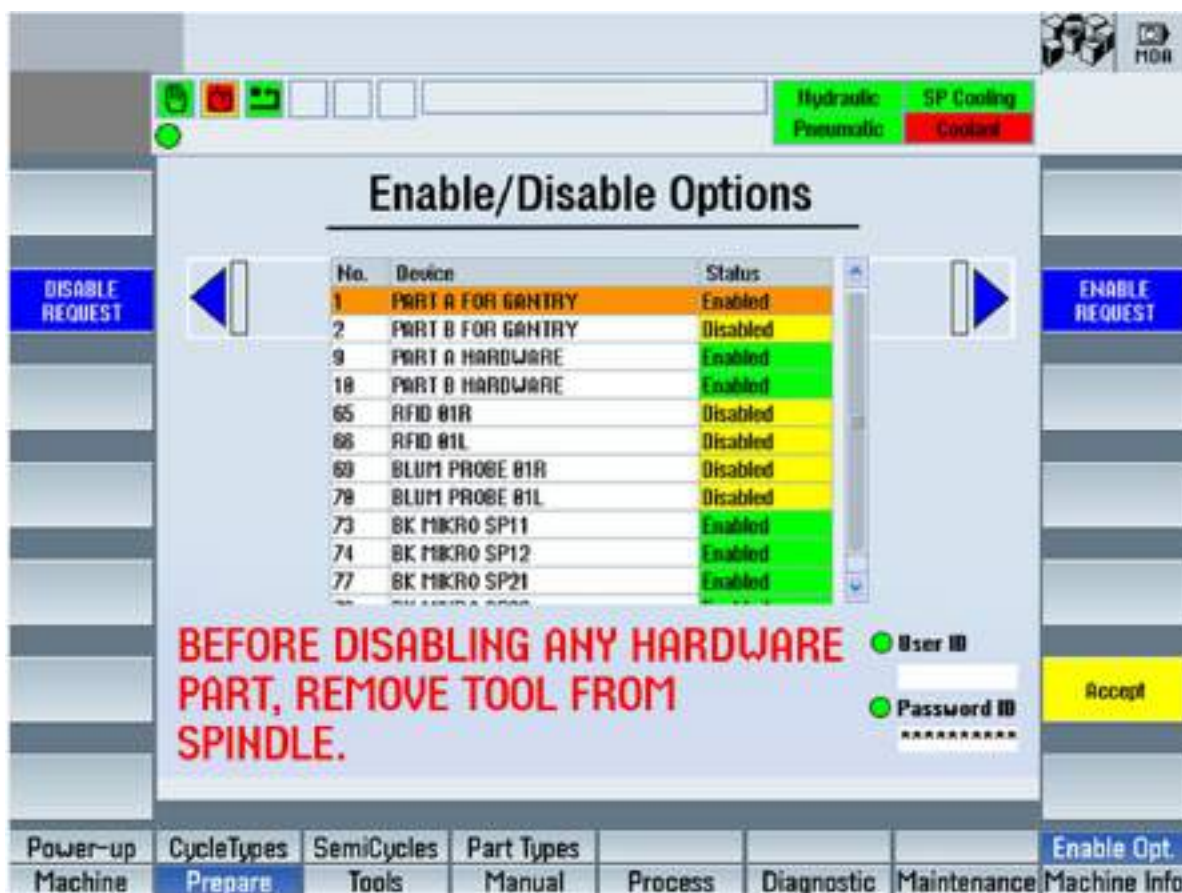 MDA
Hydraulic SP Cooling
Pneumatic Coolant
Enable/Disable Options
DISABLE
REQUEST
ENABLE
REQUEST
No. Device Status
1 PART A FOR GANTRY Enabled
2 PART B FOR GANTRY Disabled
9 PART A HARDWARE Enabled
10 PART B HARDWARE Enabled
65 RFID 01R Disabled
66 RFID 01L Disabled
69 BLUM PROBE 01R Disabled
70 BLUM PROBE 01L Disabled
73 BK MIKRO SP11 Enabled
74 BK MIKRO SP12 Enabled
77 BK MIKRO SP21 Enabled
BEFORE DISABLING ANY HARDWARE
PART, REMOVE TOOL FROM
SPINDLE.
User ID
Password ID
**********
Accept
Power-up CycleTypes SemiCycles Part Types Enable Opt.
Machine Prepare Tools Manual Process Diagnostic Maintenance Machine Info